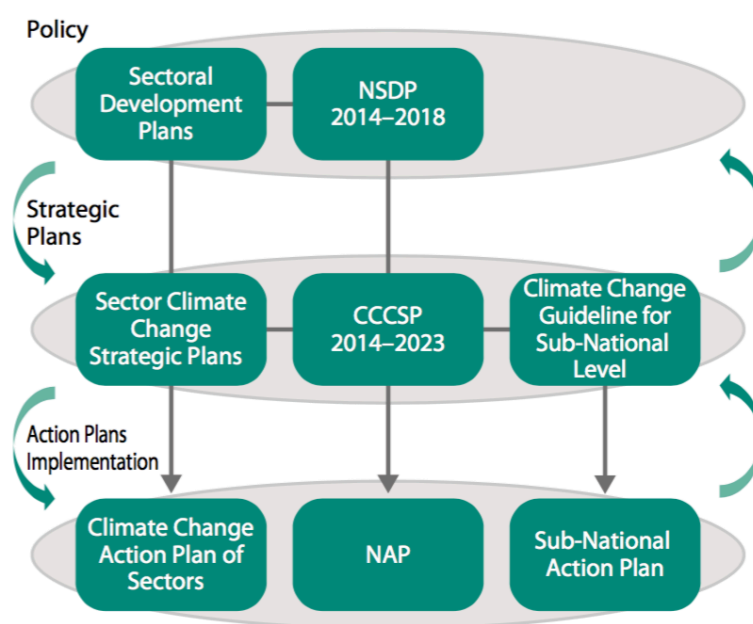 Policy
Sectoral
Development
Plans
NSDP
2014–2018
Strategic
Plans
Sector Climate
Change
Strategic Plans
CCCSP
2014–2023
Climate Change
Guideline for
Sub-National
Level
Action Plans
Implementation
Climate Change
Action Plan of
Sectors
NAP
Sub-National
Action Plan